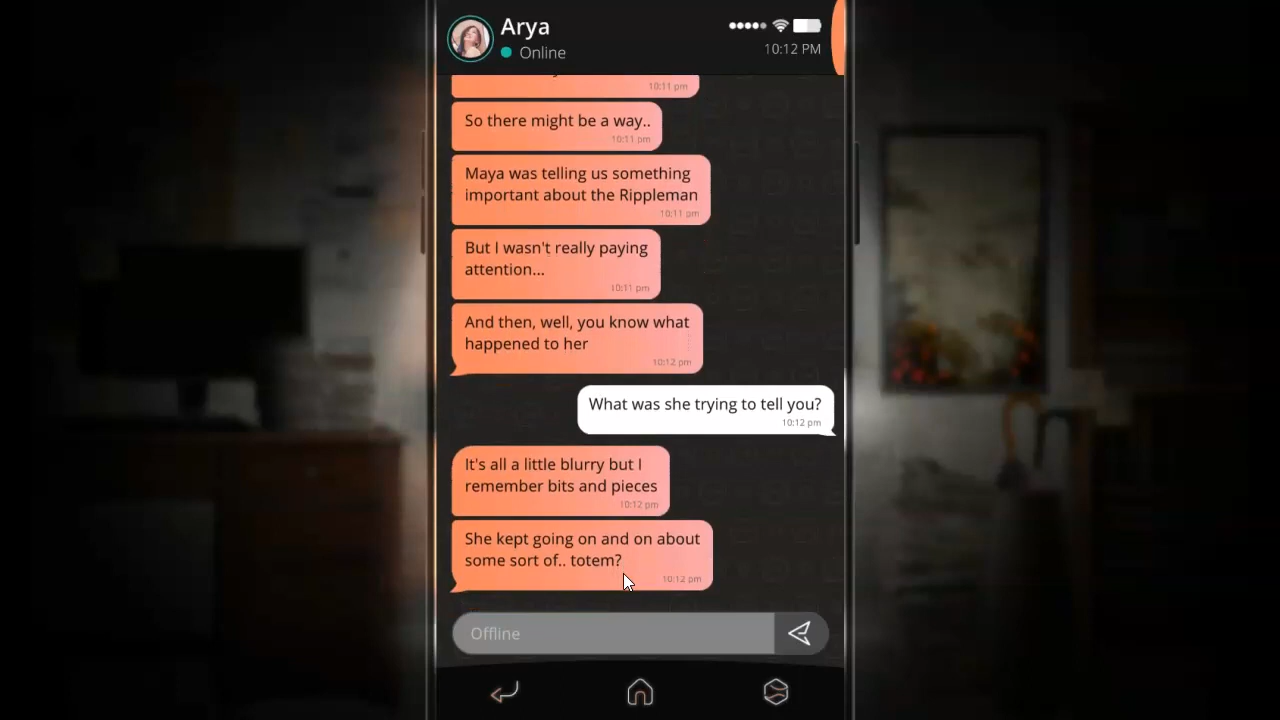 Arya
Online
10:12 PM
10:11 pm
So there might be a way..
10:11 pm
Maya was telling us something
important about the Rippleman
10:11 pm
But I wasn't really paying
attention...
10:11 pm
And then, well, you know what
happened to her
10:12 pm
What was she trying to tell you?
10:12 pm
It's all a little blurry but I
remember bits and pieces
10:12 pm
She kept going on and on about
some sort of.. totem?
10:12 pm
Offline